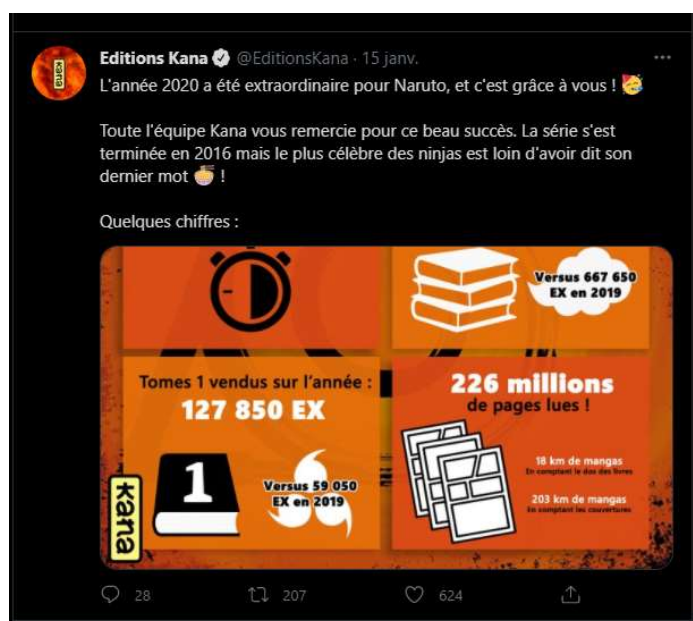 Editions Kana @EditionsKana · 15 janv.
L'année 2020 a été extraordinaire pour Naruto, et c'est grâce à vous ! 🥳
Toute l'équipe Kana vous remercie pour ce beau succès. La série s'est
terminée en 2016 mais le plus célèbre des ninjas est loin d'avoir dit son
dernier mot 🍜 !
Quelques chiffres :
Versus 667 650
EX en 2019
Tomes 1 vendus sur l'année :
127 850 EX
1
Versus 59 050
EX en 2019
226 millions
de pages lues !
18 km de mangas
En comptant le dos des livres
203 km de mangas
En comptant les couvertures
kana
28
207
624